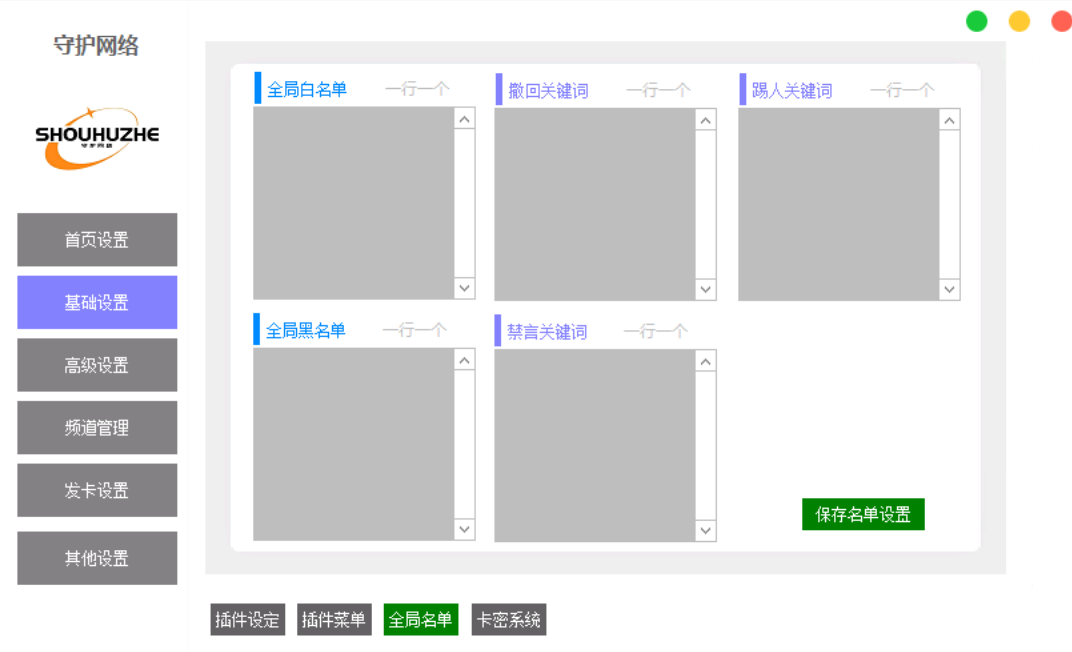 守护网络
SHOUHUZHE
守护网络
首页设置
基础设置
高级设置
频道管理
发卡设置
其他设置
全局白名单 一行一个
撤回关键词 一行一个
踢人关键词 一行一个
全局黑名单 一行一个
禁言关键词 一行一个
保存名单设置
插件设定 插件菜单 全局名单 卡密系统